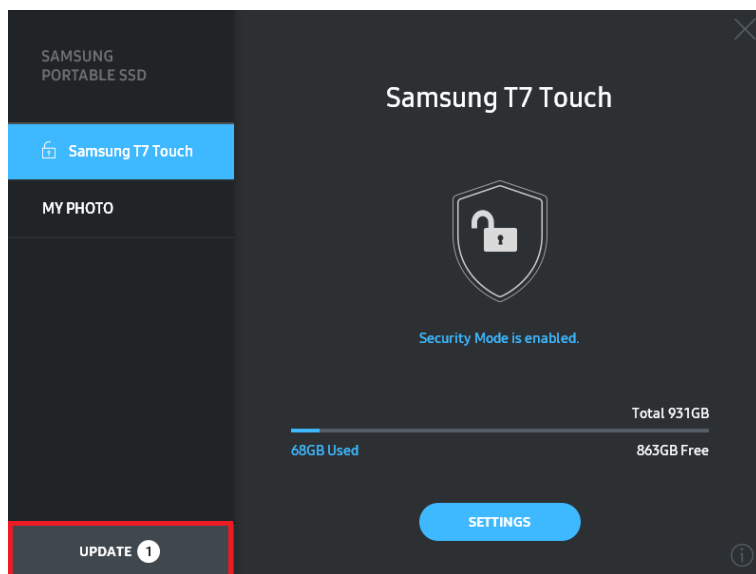 SAMSUNG
PORTABLE SSD
Samsung T7 Touch
MY PHOTO
UPDATE 1
Samsung T7 Touch
Security Mode is enabled.
Total 931GB
68GB Used
863GB Free
SETTINGS